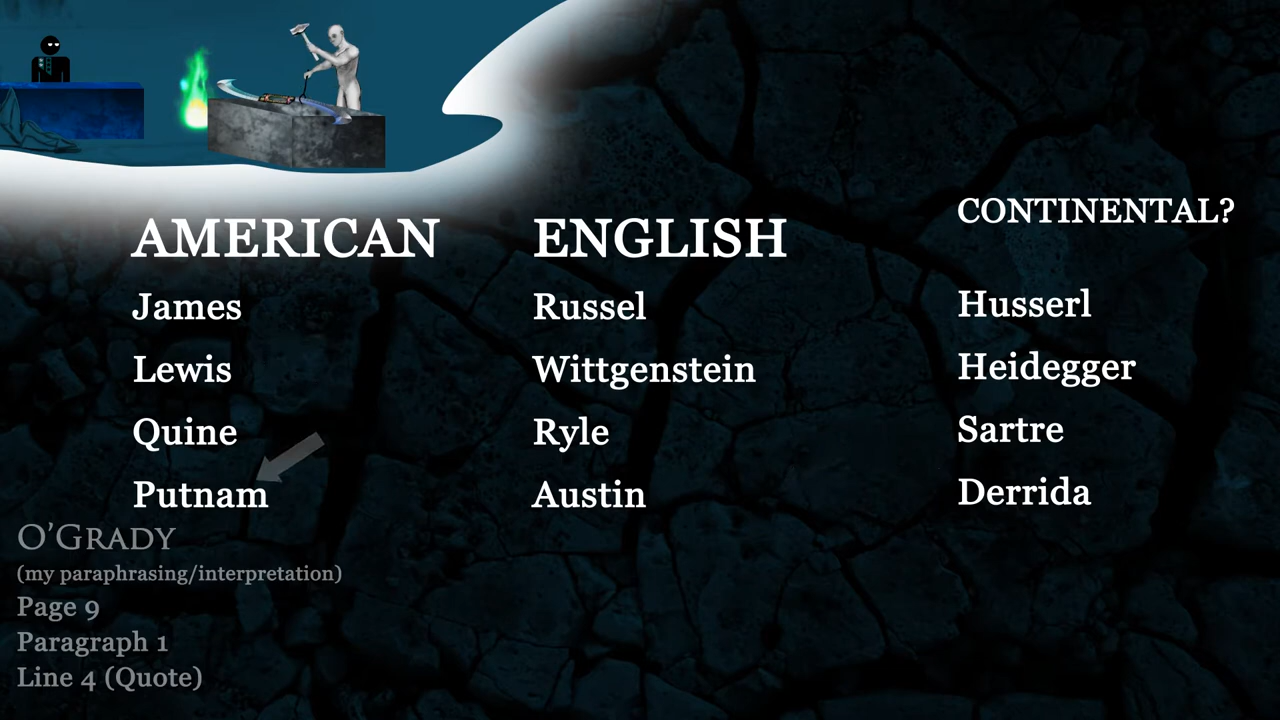 AMERICAN
James
Lewis
Quine
Putnam
ENGLISH
Russel
Wittgenstein
Ryle
Austin
CONTINENTAL?
Husserl
Heidegger
Sartre
Derrida
O'GRADY
(my paraphrasing/interpretation)
Page 9
Paragraph 1
Line 4 (Quote)